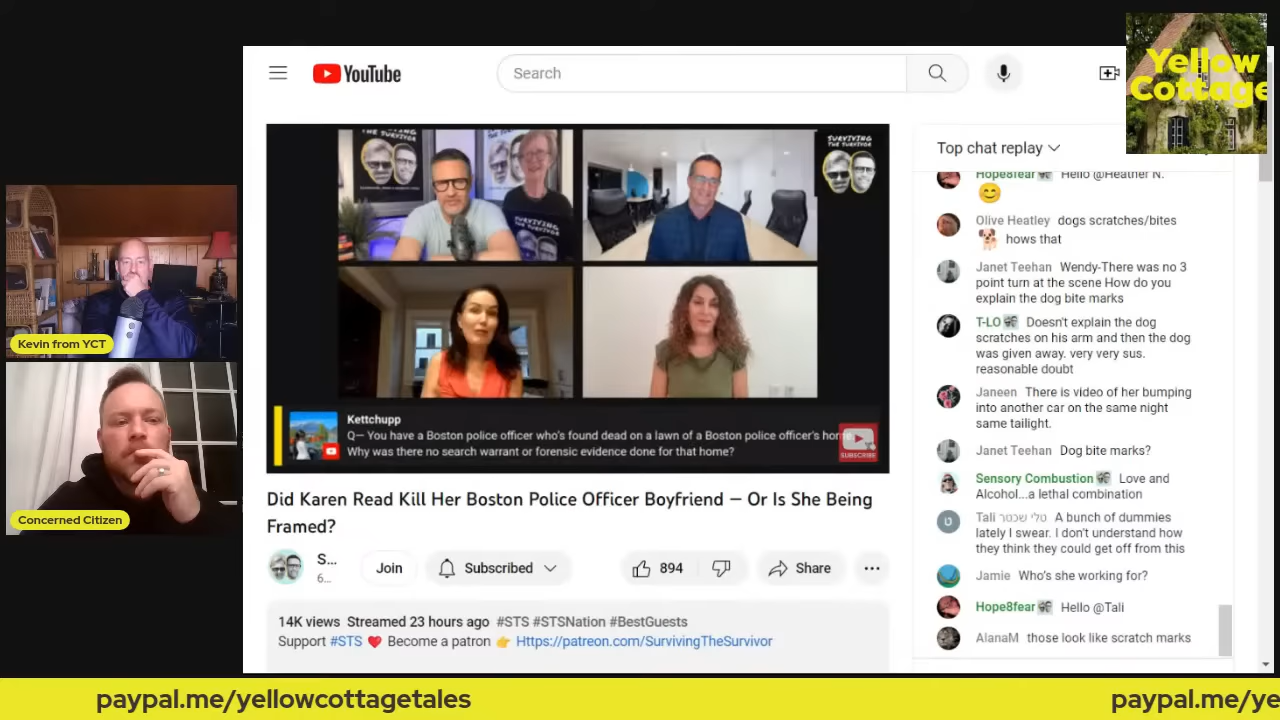 YouTube
Search
Yellow
Cottage
Kevin from YCT
Concerned Citizen
THE SURVIVOR
SURVIVING
THE SURVIVOR
SURVIVING
THE
SURVIVING
THE SURVIVOR
Kettchupp
Q— You have a Boston police officer who's found dead on a lawn of a Boston police officer's home.
Why was there no search warrant or forensic evidence done for that home?
SUBSCRIBE
Did Karen Read Kill Her Boston Police Officer Boyfriend — Or Is She Being
Framed?
S...
6...
Join
Subscribed
894
Share
14K views Streamed 23 hours ago #STS #STSNation #BestGuests
Support #STS ❤️ Become a patron 👉 Https://patreon.com/SurvivingTheSurvivor
Top chat replay
Hope8fear Hello @Heather N.
😊
Olive Heatley dogs scratches/bites
🐕 hows that
Janet Teehan Wendy-There was no 3
point turn at the scene How do you
explain the dog bite marks
T-LO Doesn't explain the dog
scratches on his arm and then the dog
was given away. very very sus.
reasonable doubt
Janeen There is video of her bumping
into another car on the same night
same tailight.
Janet Teehan Dog bite marks?
Sensory Combustion Love and
Alcohol...a lethal combination
Tali טלי שכטר A bunch of dummies
lately I swear. I don't understand how
they think they could get off from this
Jamie Who's she working for?
Hope8fear Hello @Tali
AlanaM those look like scratch marks
paypal.me/yellowcottagetales
paypal.me/ye